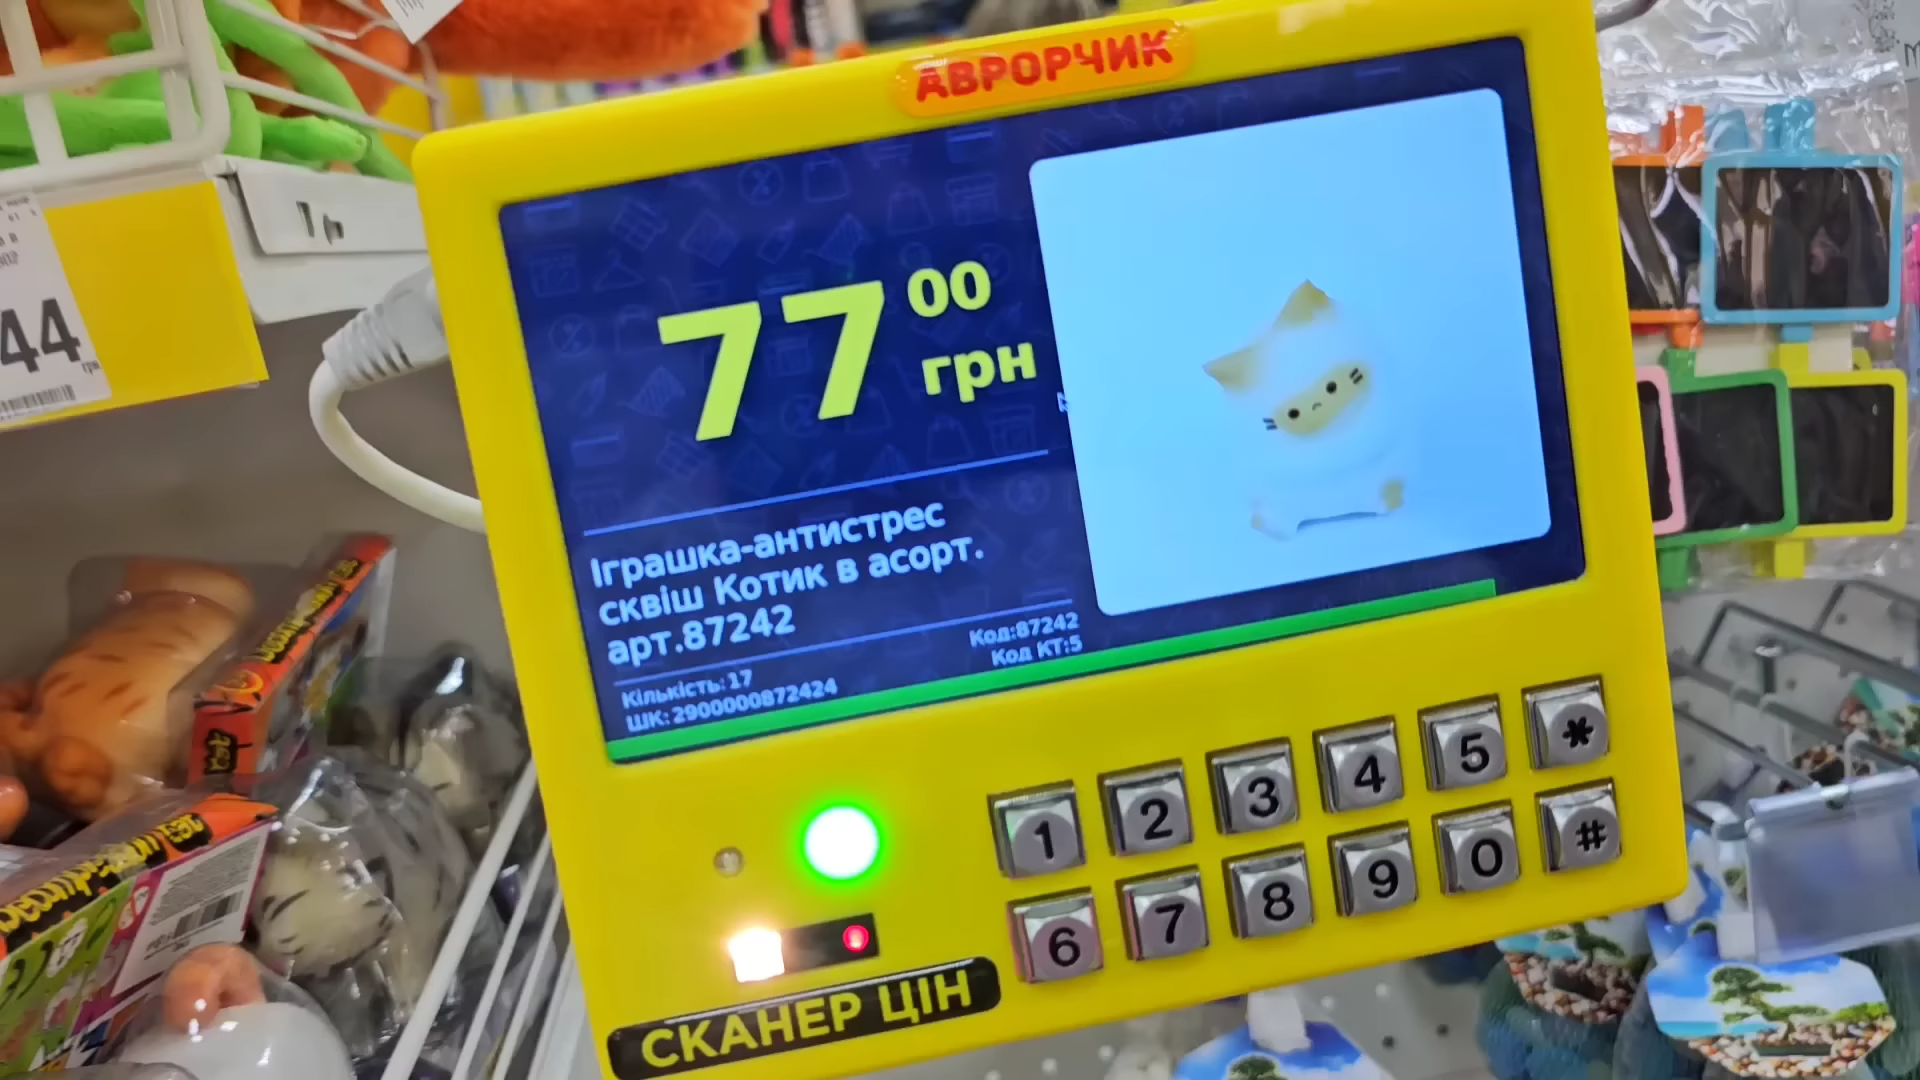 АВРОРЧИК
77 00
грн
Іграшка-антистрес
сквіш Котик в асорт.
арт.87242
Код:87242
Код КТ:5
Кількість:17
ШК:2900000872424
44
грн
1 2 3 4 5 *
6 7 8 9 0 #
СКАНЕР ЦІН